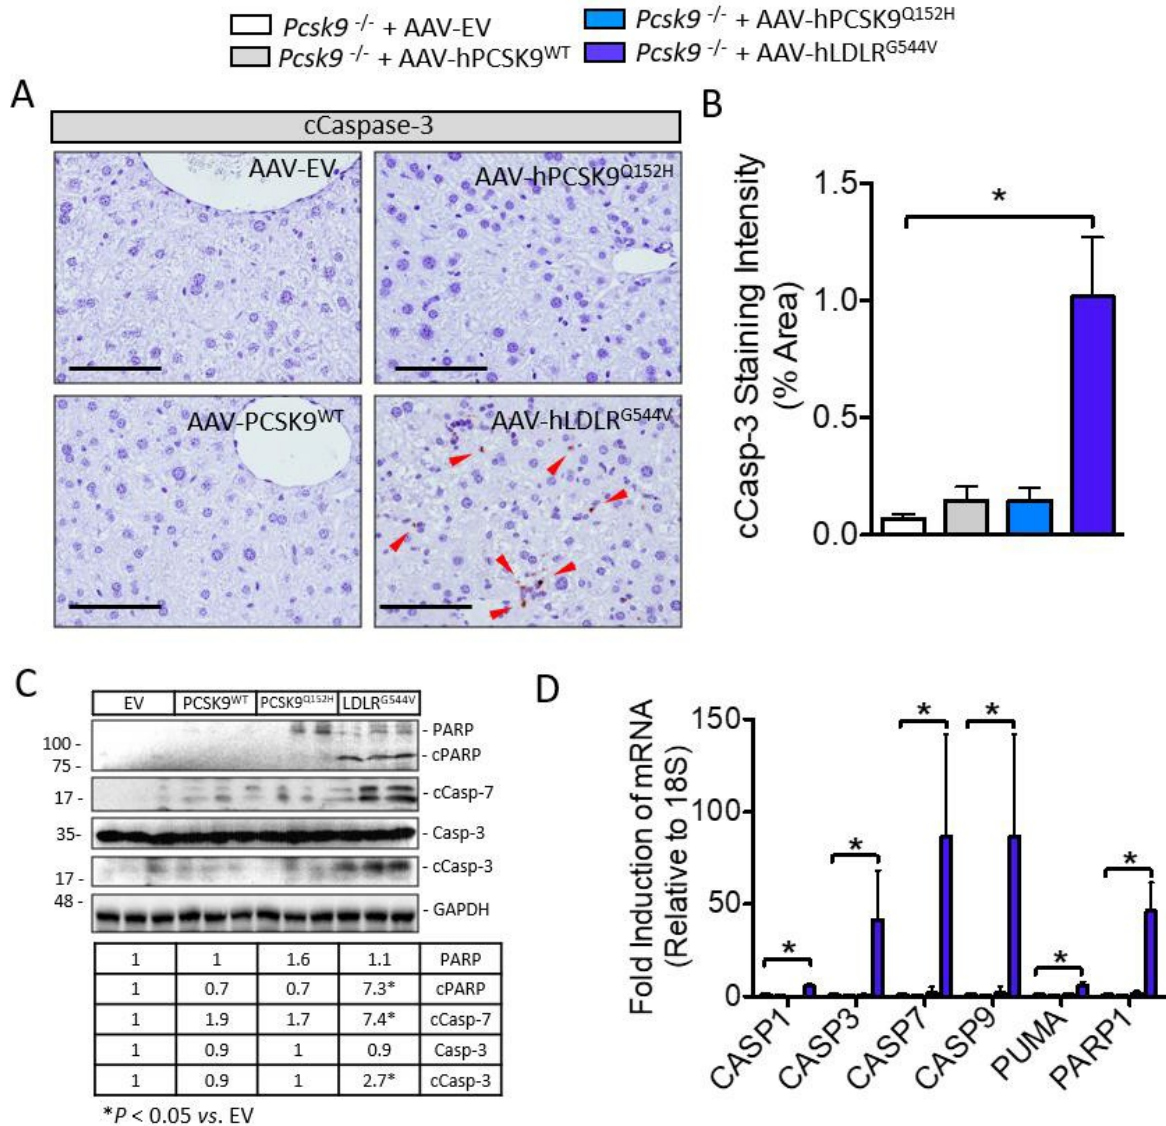 Pcsk9 -/- + AAV-EV
Pcsk9 -/- + AAV-hPCSK9Q152H
Pcsk9 -/- + AAV-hPCSK9WT
Pcsk9 -/- + AAV-hLDLRG544V
A
cCaspase-3
AAV-EV
AAV-hPCSK9Q152H
AAV-PCSK9WT
AAV-hLDLRG544V
B
cCasp-3 Staining Intensity
(% Area)
1.5
1.0
0.5
0.0
*
C
EV PCSK9WT PCSK9Q152H LDLRG544V
100 -
75 -
- PARP
- cPARP
17 -
- cCasp-7
35-
- Casp-3
17 -
- cCasp-3
48 -
- GAPDH
1 1 1.6 1.1 PARP
1 0.7 0.7 7.3* cPARP
1 1.9 1.7 7.4* cCasp-7
1 0.9 1 0.9 Casp-3
1 0.9 1 2.7* cCasp-3
*P < 0.05 vs. EV
D
Fold Induction of mRNA
(Relative to 18S)
150
100
50
0
* * * * * *
CASP1
CASP3
CASP7
CASP9
PUMA
PARP1